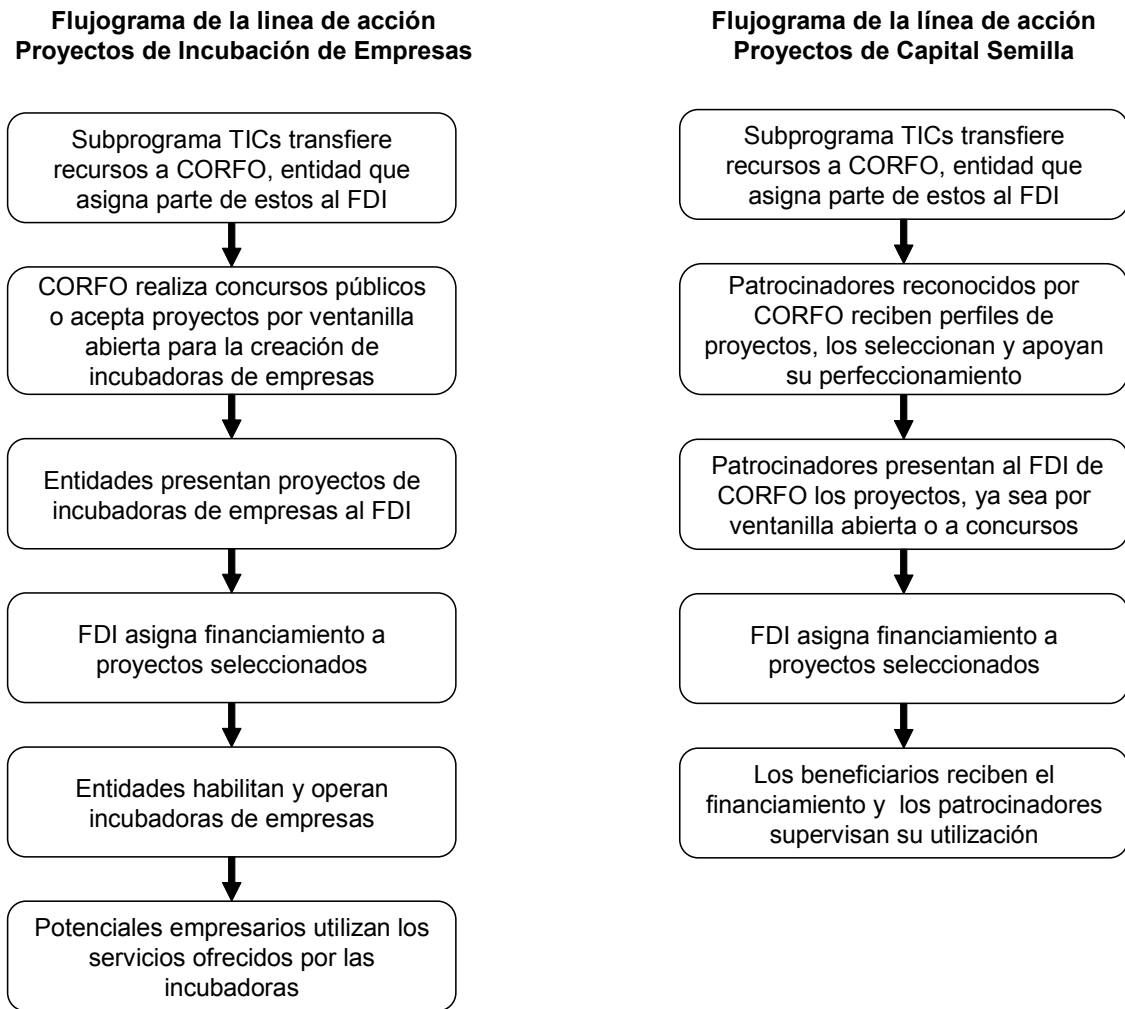 Flujograma de la linea de acción
Proyectos de Incubación de Empresas
Subprograma TICs transfiere
recursos a CORFO, entidad que
asigna parte de estos al FDI
CORFO realiza concursos públicos
o acepta proyectos por ventanilla
abierta para la creación de
incubadoras de empresas
Entidades presentan proyectos de
incubadoras de empresas al FDI
FDI asigna financiamiento a
proyectos seleccionados
Entidades habilitan y operan
incubadoras de empresas
Potenciales empresarios utilizan los
servicios ofrecidos por las
incubadoras
Flujograma de la línea de acción
Proyectos de Capital Semilla
Subprograma TICs transfiere
recursos a CORFO, entidad que
asigna parte de estos al FDI
Patrocinadores reconocidos por
CORFO reciben perfiles de
proyectos, los seleccionan y apoyan
su perfeccionamiento
Patrocinadores presentan al FDI de
CORFO los proyectos, ya sea por
ventanilla abierta o a concursos
FDI asigna financiamiento a
proyectos seleccionados
Los beneficiarios reciben el
financiamiento y  los patrocinadores
supervisan su utilización